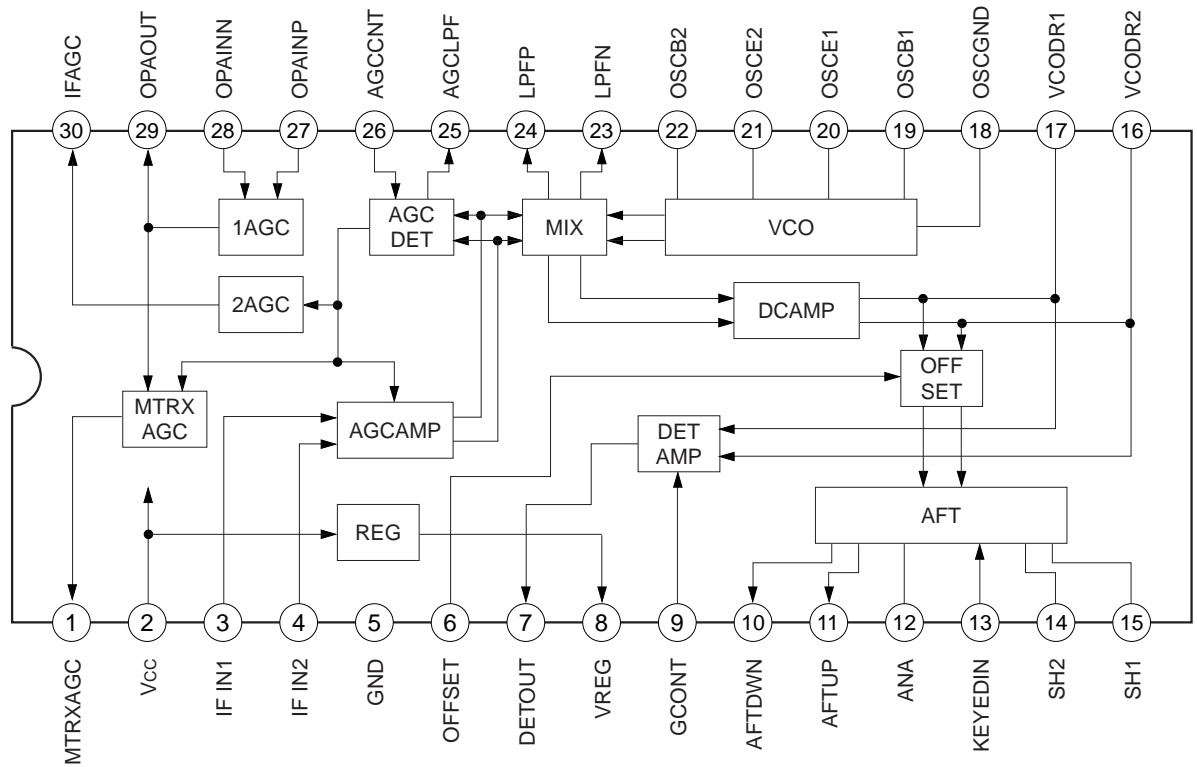 IFAGC
OPAOUT
OPAINN
OPAINP
AGCCNT
AGCLPF
LPFP
LPFN
OSCB2
OSCE2
OSCE1
OSCB1
OSCGND
VCODR1
VCODR2
30
29
28
27
26
25
24
23
22
21
20
19
18
17
16
1AGC
AGC
DET
MIX
VCO
2AGC
DCAMP
OFF
SET
MTRX
AGC
AGCAMP
DET
AMP
REG
AFT
1
2
3
4
5
6
7
8
9
10
11
12
13
14
15
MTRXAGC
Vcc
IF IN1
IF IN2
GND
OFFSET
DETOUT
VREG
GCONT
AFTDWN
AFTUP
ANA
KEYEDIN
SH2
SH1